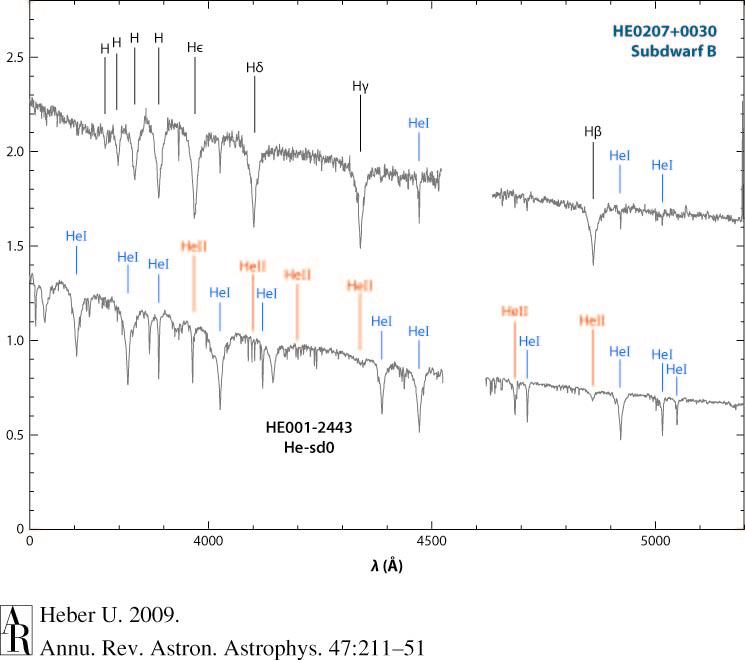 HE0207+0030
Subdwarf B
H H H H Hϵ Hδ Hγ HeI Hβ HeI HeI
2.5
2.0
1.5
1.0
0.5
0
HeI HeI HeI HeII HeI HeII HeI HeII HeII HeI HeI HeII HeI HeII HeI HeI HeI
HE001-2443
He-sd0
0 4000 4500 5000
λ (Å)
AR
Heber U. 2009.
Annu. Rev. Astron. Astrophys. 47:211–51